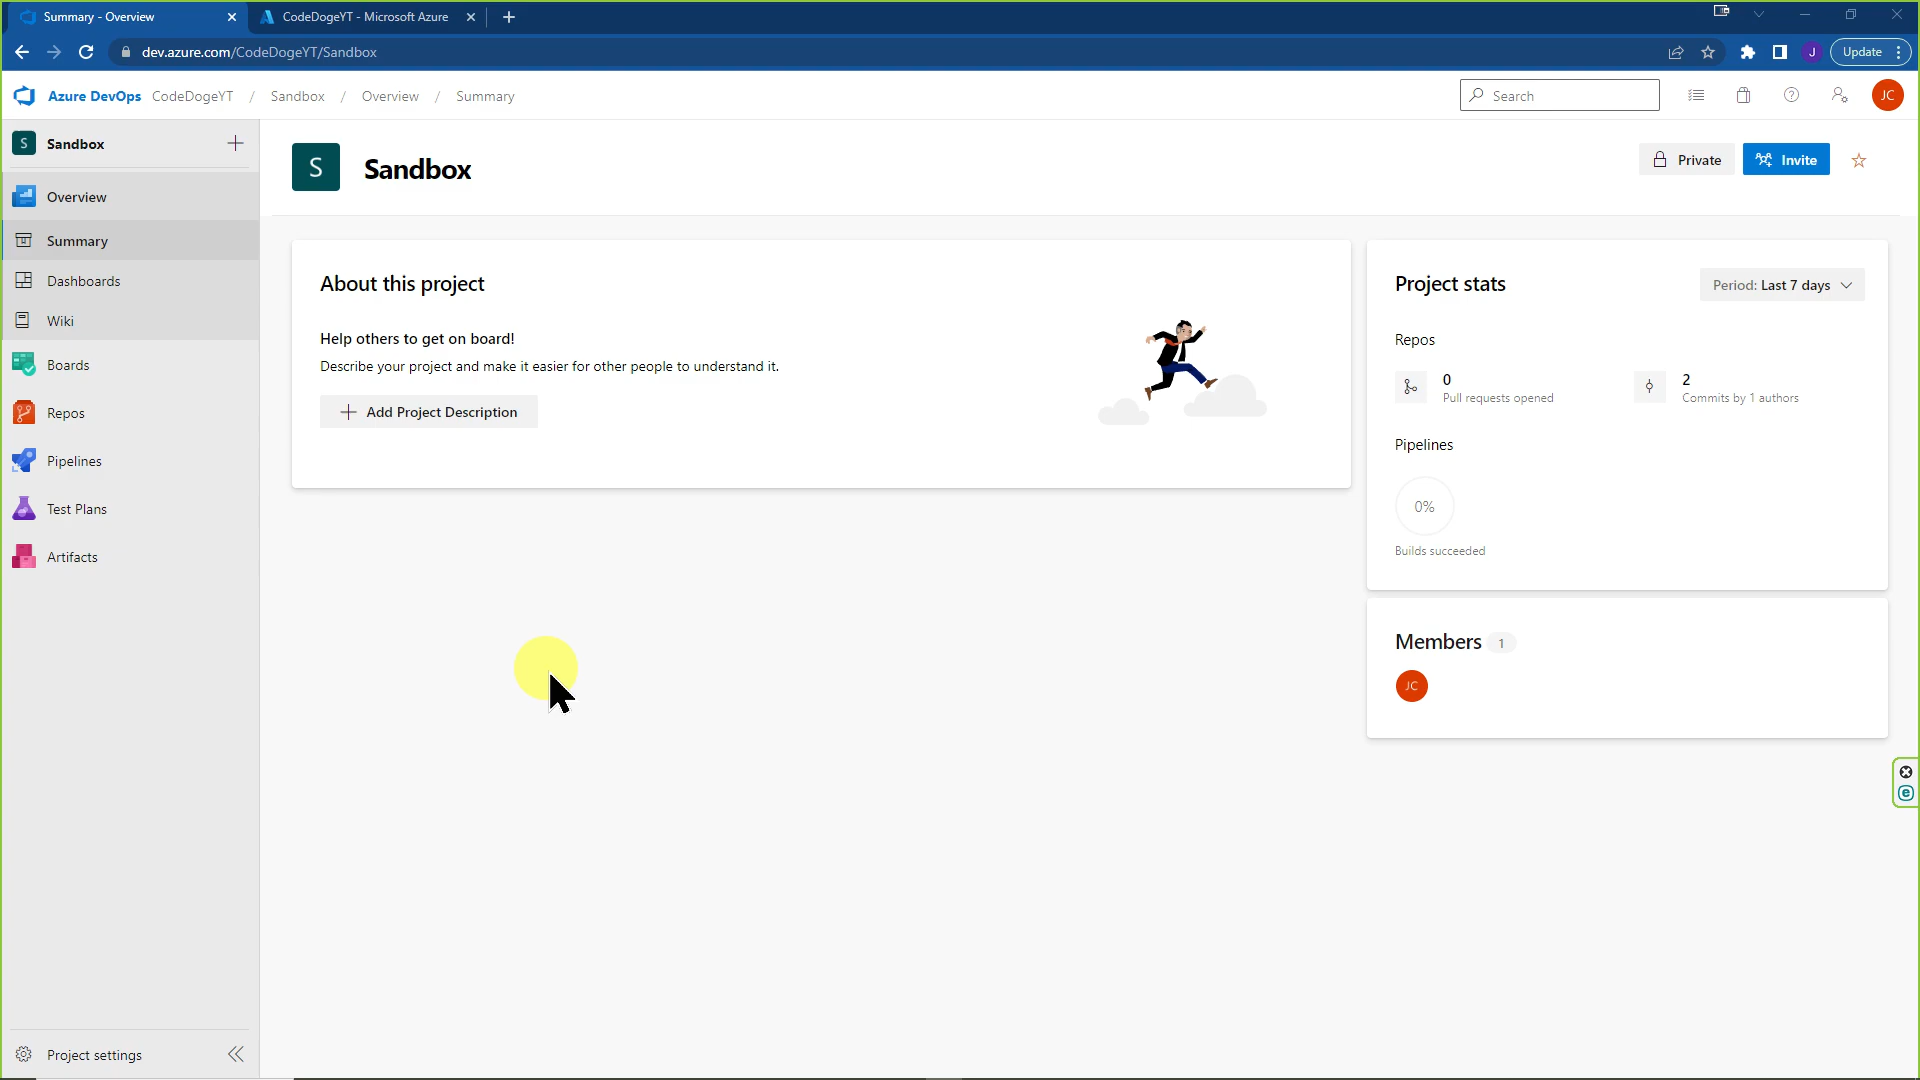 Summary - Overview
CodeDogeYT - Microsoft Azure
dev.azure.com/CodeDogeYT/Sandbox
J
Update
Azure DevOps CodeDogeYT / Sandbox / Overview / Summary
Search
JC
S Sandbox
Overview
Summary
Dashboards
Wiki
Boards
Repos
Pipelines
Test Plans
Artifacts
Project settings
S Sandbox
Private
Invite
About this project
Help others to get on board!
Describe your project and make it easier for other people to understand it.
Add Project Description
Project stats
Period: Last 7 days
Repos
0
Pull requests opened
2
Commits by 1 authors
Pipelines
0%
Builds succeeded
Members 1
JC
e